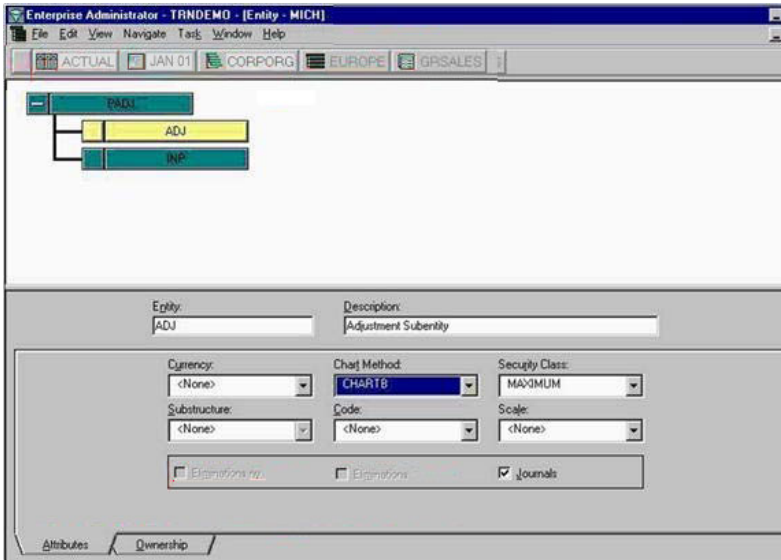 Enterprise Administrator - TRNDEMO - [Entity - MICH]
File Edit View Navigate Task Window Help
ACTUAL JAN 01 CORPORG EUROPE GRSALES
PADJ
ADJ
INP
Entity: Description:
ADJ Adjustment Subentity
Currency: Chart Method: Security Class:
<None> CHARTB MAXIMUM
Substructure: Code: Scale:
<None> <None> <None>
Eliminations Journals
Attributes Ownership